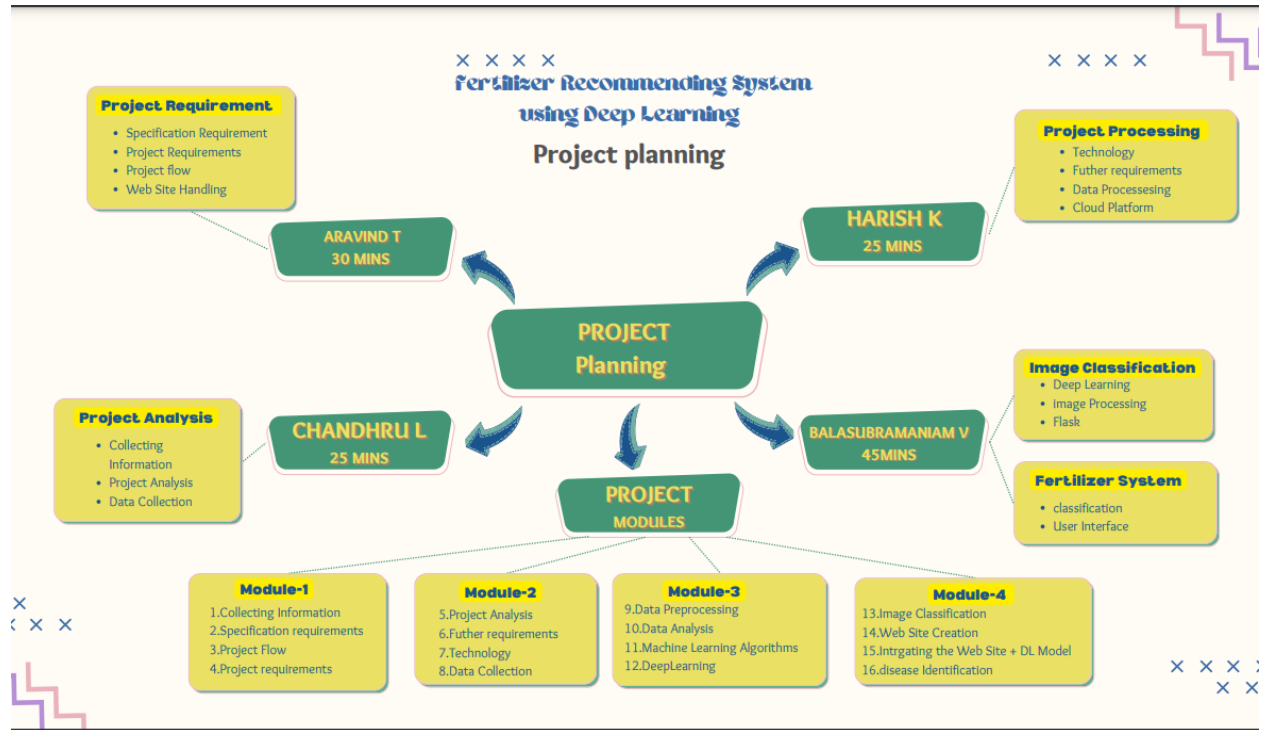 Fertilizer Recommending System
using Deep Learning
Project planning
Project Requirement
• Specification Requirement
• Project Requirements
• Project flow
• Web Site Handling
ARAVIND T
30 MINS
HARISH K
25 MINS
Project Processing
• Technology
• Futher requirements
• Data Processesing
• Cloud Platform
PROJECT
Planning
Project Analysis
• Collecting
Information
• Project Analysis
• Data Collection
CHANDHRU L
25 MINS
BALASUBRAMANIAM V
45MINS
Image Classification
• Deep Learning
• image Processing
• Flask
Fertilizer System
• classification
• User Interface
PROJECT
MODULES
Module-1
1.Collecting Information
2.Specification requirements
3.Project Flow
4.Project requirements
Module-2
5.Project Analysis
6.Futher requirements
7.Technology
8.Data Collection
Module-3
9.Data Preprocessing
10.Data Analysis
11.Machine Learning Algorithms
12.DeepLearning
Module-4
13.Image Classification
14.Web Site Creation
15.Intrgating the Web Site + DL Model
16.disease Identification